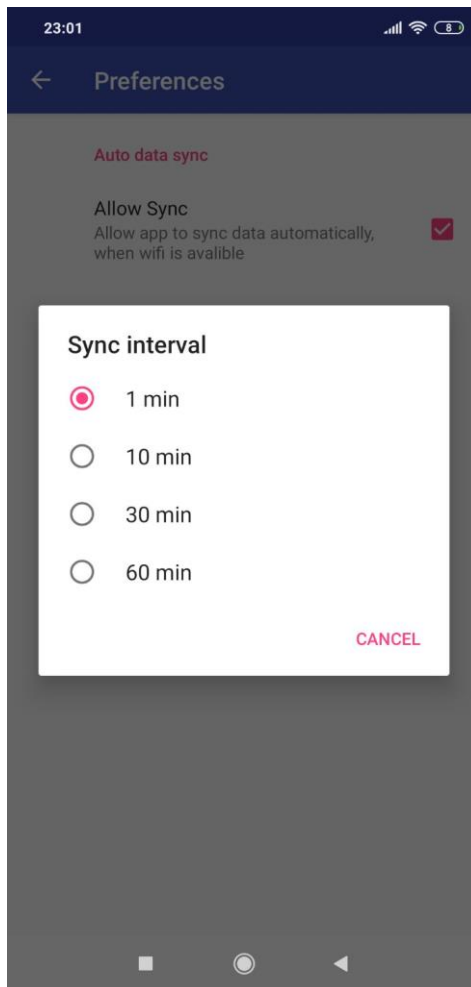 23:01
8
Preferences
Auto data sync
Allow Sync
Allow app to sync data automatically,
when wifi is avalible
Sync interval
1 min
10 min
30 min
60 min
CANCEL